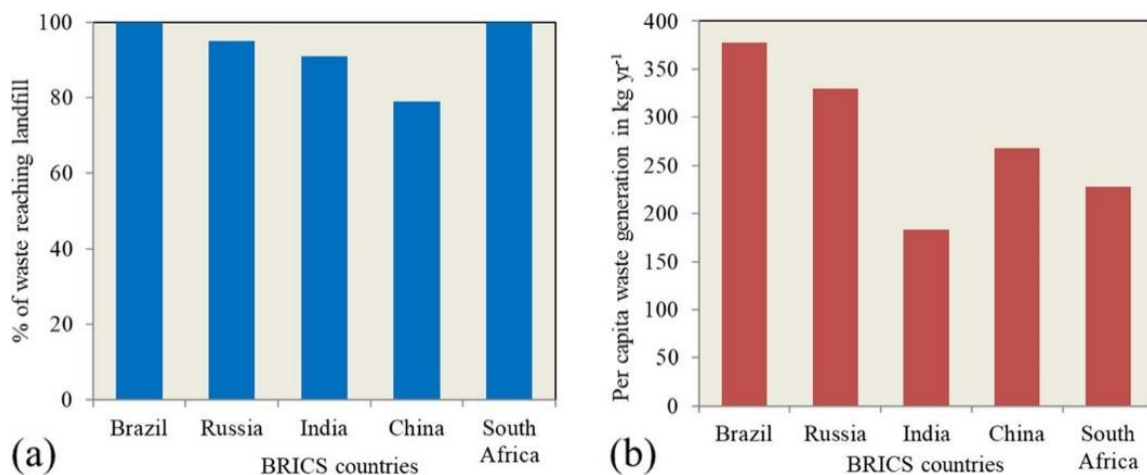 % of waste reaching landfill
100
80
60
40
20
0
Brazil
Russia
India
China
South
Africa
BRICS countries
(a)
Per capita waste generation in kg yr⁻¹
400
350
300
250
200
150
100
50
0
Brazil
Russia
India
China
South
Africa
BRICS countries
(b)